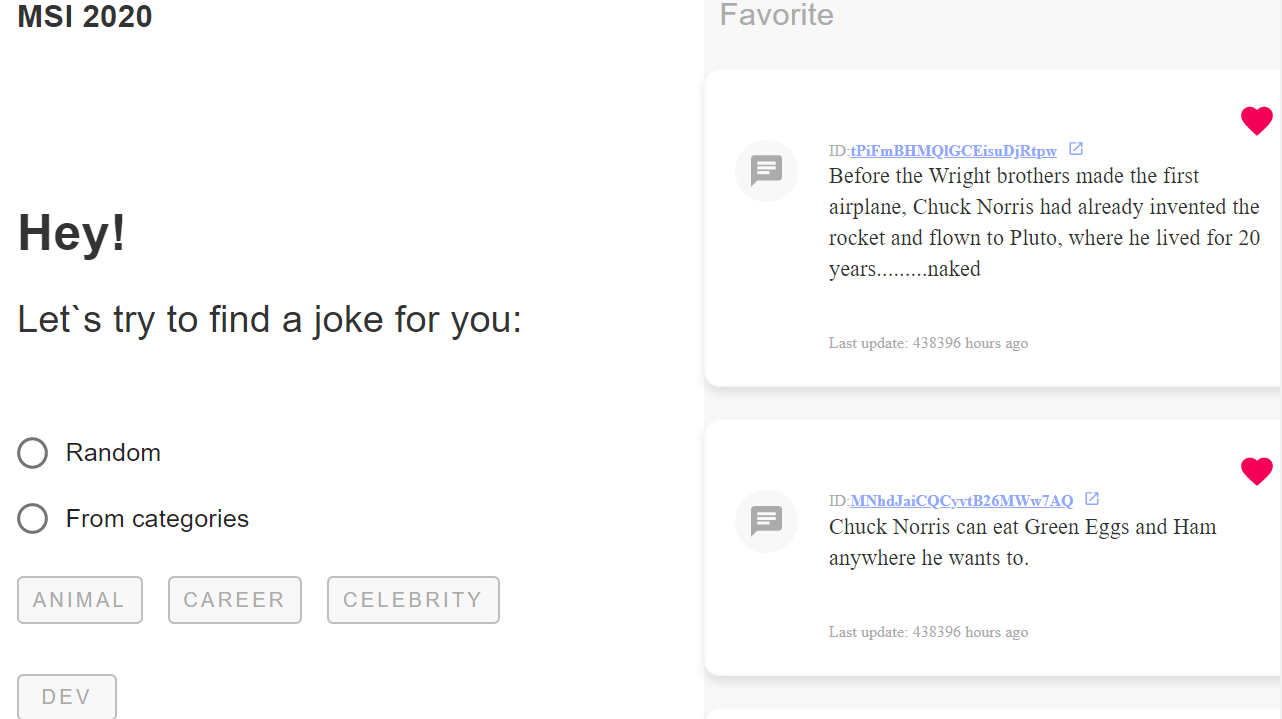 MSI 2020
Hey!
Let`s try to find a joke for you:
Random
From categories
ANIMAL CAREER CELEBRITY
DEV
Favorite
ID:tPiFmBHMQlGCEisuDjRtpw
Before the Wright brothers made the first
airplane, Chuck Norris had already invented the
rocket and flown to Pluto, where he lived for 20
years.........naked
Last update: 438396 hours ago
ID:MNhdJaiCQCyvtB26MWw7AQ
Chuck Norris can eat Green Eggs and Ham
anywhere he wants to.
Last update: 438396 hours ago